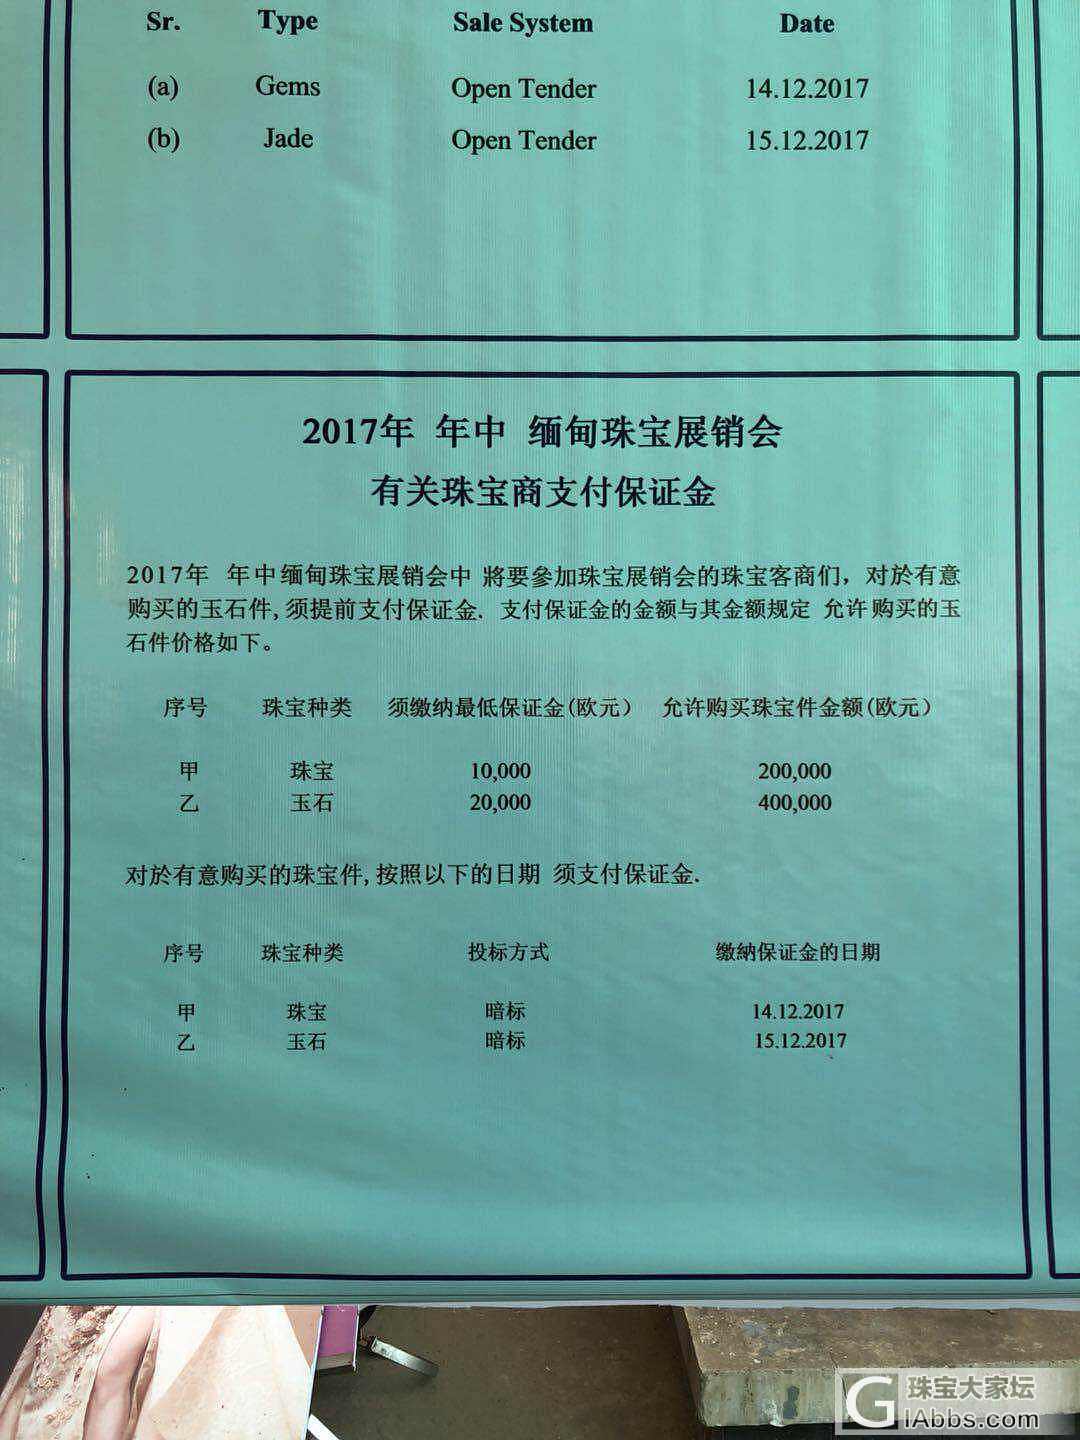 Sr. Type Sale System Date
(a) Gems Open Tender 14.12.2017
(b) Jade Open Tender 15.12.2017
2017年 年中 缅甸珠宝展销会
有关珠宝商支付保证金
2017年 年中缅甸珠宝展销会中 將要參加珠宝展销会的珠宝客商们，对於有意
购买的玉石件, 须提前支付保证金. 支付保证金的金额与其金额规定 允许购买的玉
石件价格如下。
序号 珠宝种类 须缴纳最低保证金(欧元) 允许购买珠宝件金额(欧元)
甲 珠宝 10,000 200,000
乙 玉石 20,000 400,000
对於有意购买的珠宝件, 按照以下的日期 须支付保证金.
序号 珠宝种类 投标方式 缴納保证金的日期
甲 珠宝 暗标 14.12.2017
乙 玉石 暗标 15.12.2017
珠宝大家坛
GIAbbs.com